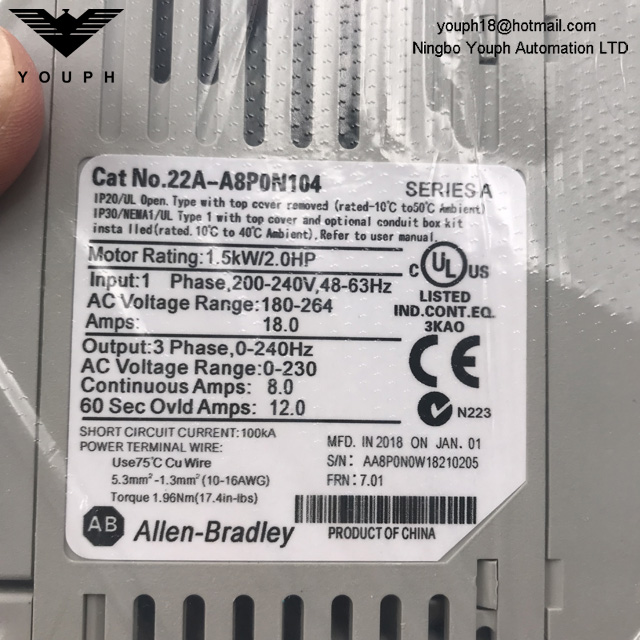 YOUPH
youph18@hotmail.com
Ningbo Youph Automation LTD
Cat No.22A-A8P0N104
SERIES A
IP20/UL Open. Type with top cover removed (rated-10°C to50°C Ambient)
IP30/NEMA1/UL Type 1 with top cover and optional conduit box kit
insta lled(rated. 10°C to 40°C Ambient). Refer to user manual.
Motor Rating:1.5kW/2.0HP
Input:1 Phase,200-240V,48-63Hz
AC Voltage Range:180-264
Amps: 18.0
Output:3 Phase,0-240Hz
AC Voltage Range:0-230
Continuous Amps: 8.0
60 Sec Ovld Amps: 12.0
C UL US
LISTED
IND.CONT.EQ.
3KAO
CE
N223
SHORT CIRCUIT CURRENT:100kA
POWER TERMINAL WIRE:
Use75°C Cu Wire
5.3mm²-1.3mm² (10-16AWG)
Torque 1.96Nm(17.4in-lbs)
MFD. IN 2018 ON JAN. 01
S/N: AA8P0N0W18210205
FRN: 7.01
AB Allen-Bradley
PRODUCT OF CHINA